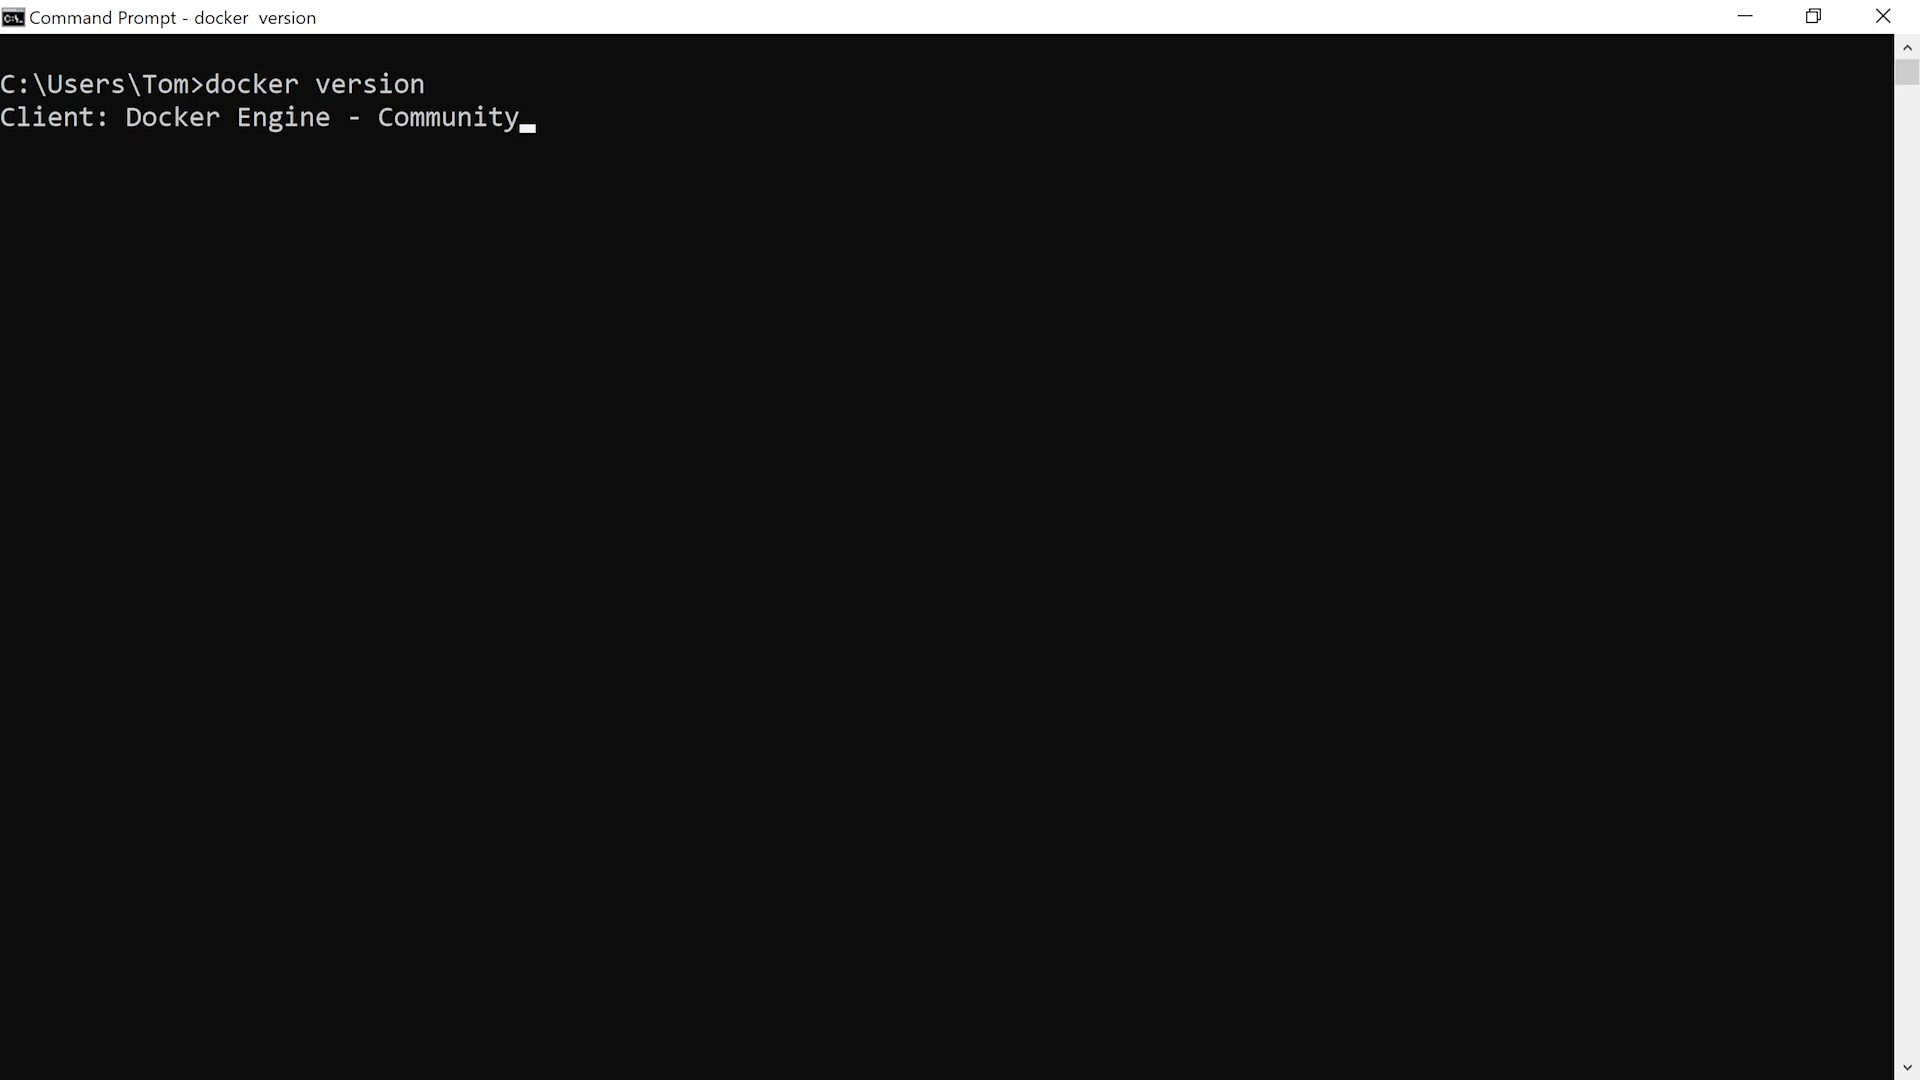 Command Prompt - docker  version
C:\Users\Tom>docker version
Client: Docker Engine - Community